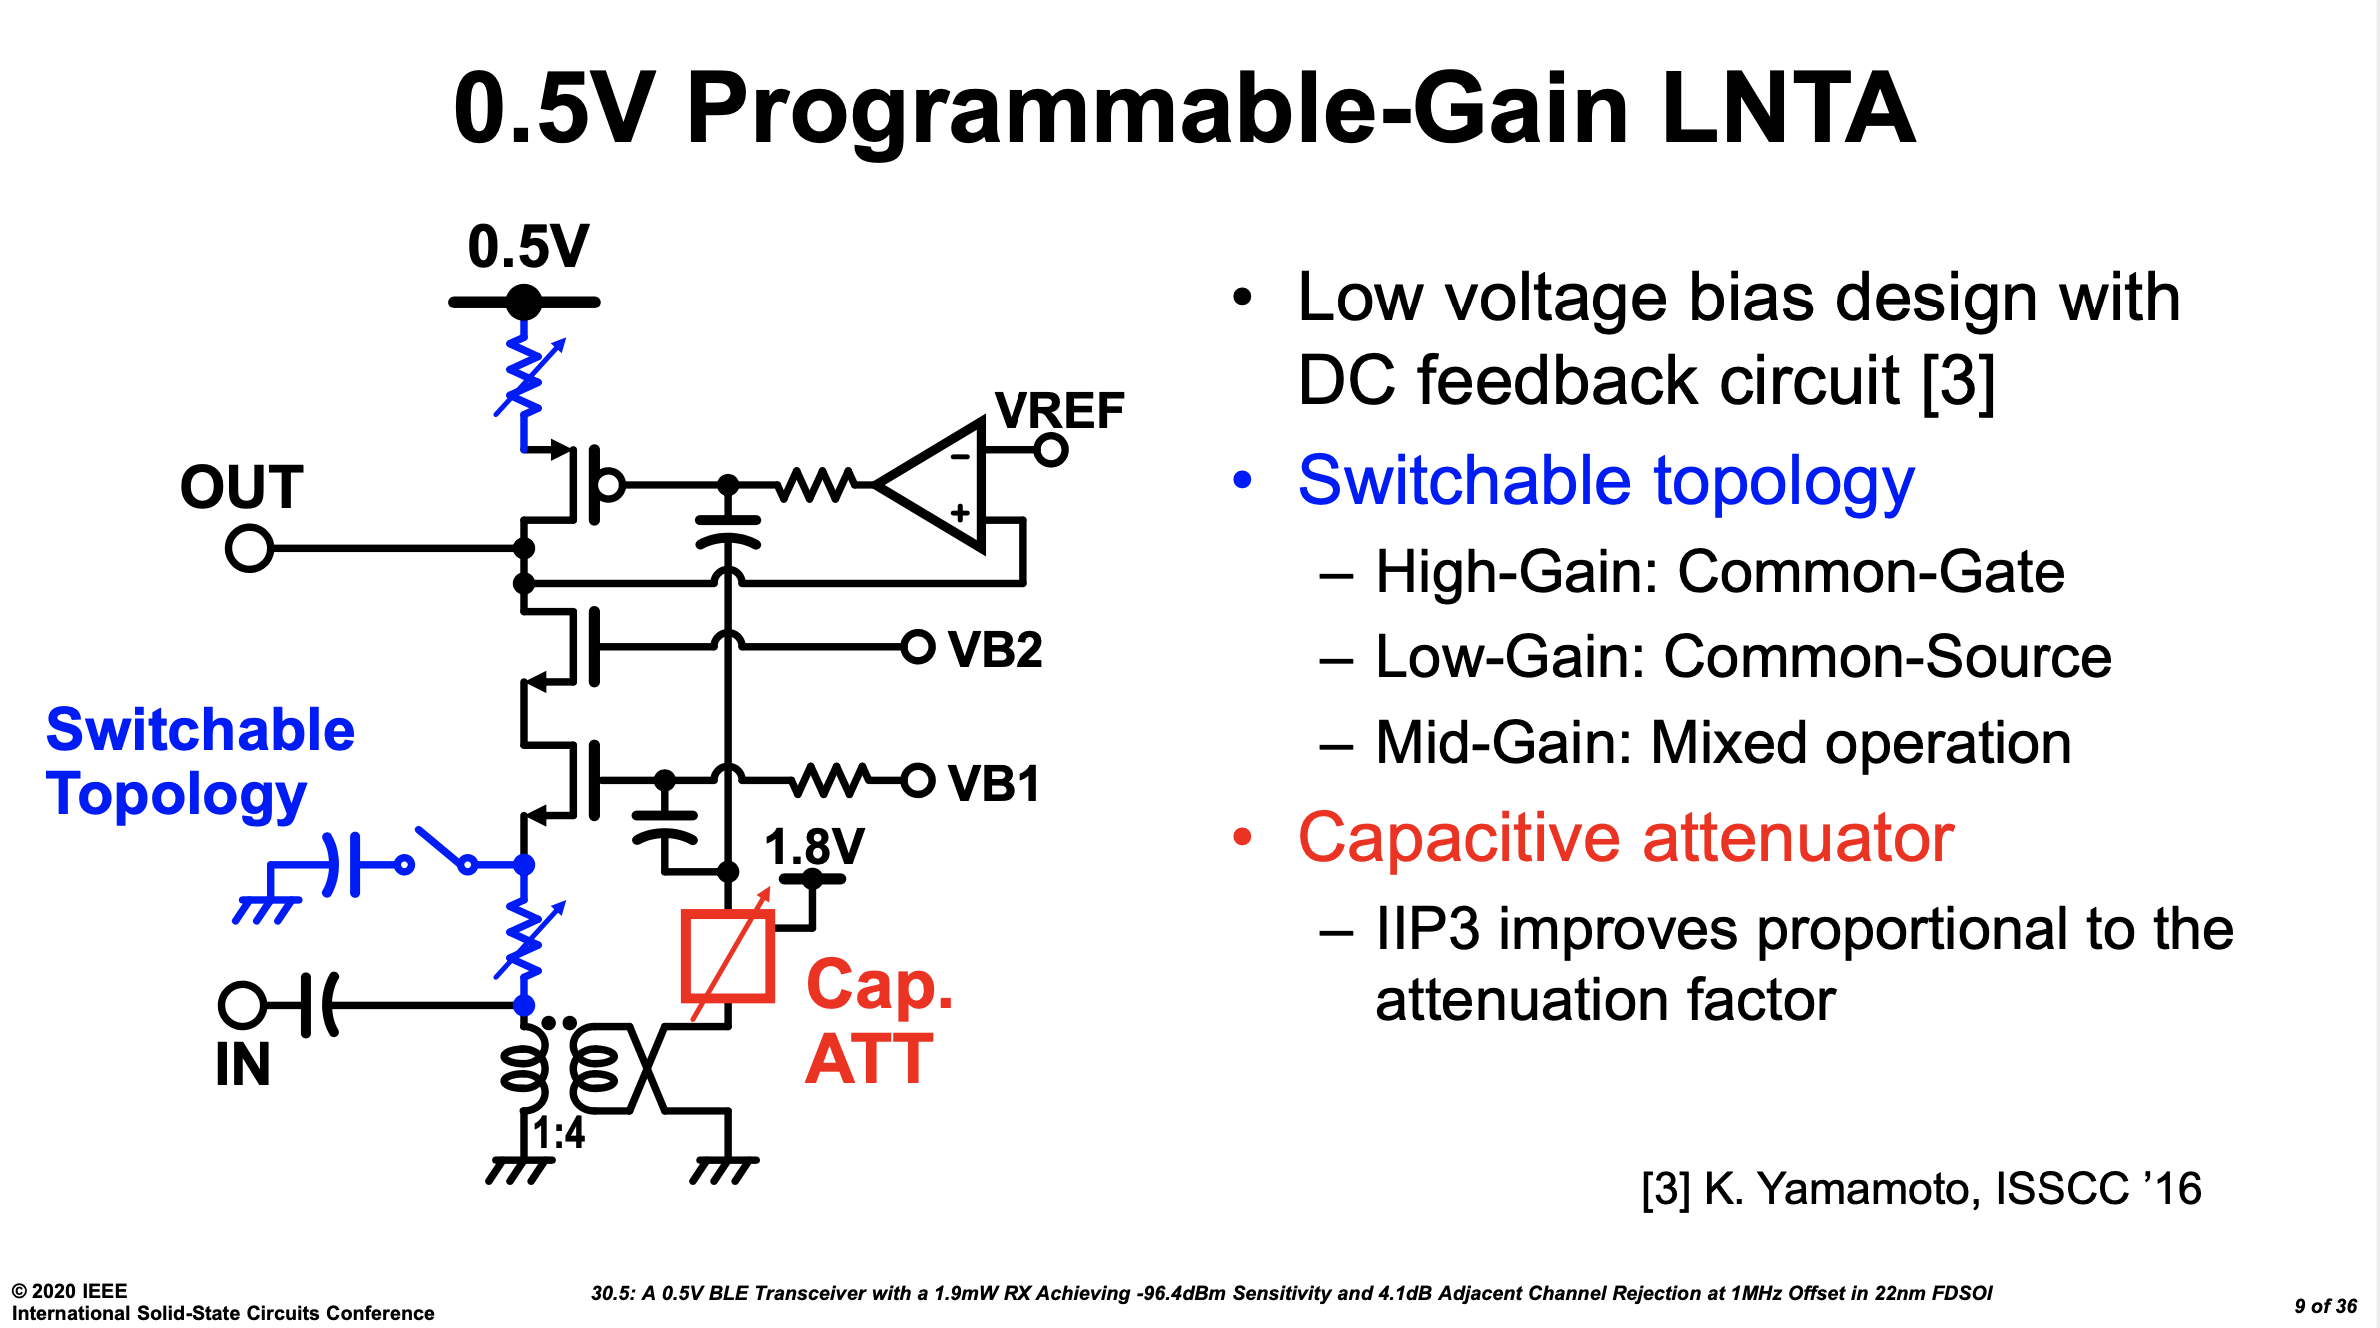 0.5V Programmable-Gain LNTA
0.5V
VREF
−
+
OUT
VB2
Switchable
Topology
VB1
1.8V
Cap.
ATT
IN
1:4
• Low voltage bias design with
DC feedback circuit [3]
• Switchable topology
– High-Gain: Common-Gate
– Low-Gain: Common-Source
– Mid-Gain: Mixed operation
• Capacitive attenuator
– IIP3 improves proportional to the
attenuation factor
[3] K. Yamamoto, ISSCC ’16
© 2020 IEEE
International Solid-State Circuits Conference
30.5: A 0.5V BLE Transceiver with a 1.9mW RX Achieving -96.4dBm Sensitivity and 4.1dB Adjacent Channel Rejection at 1MHz Offset in 22nm FDSOI
9 of 36